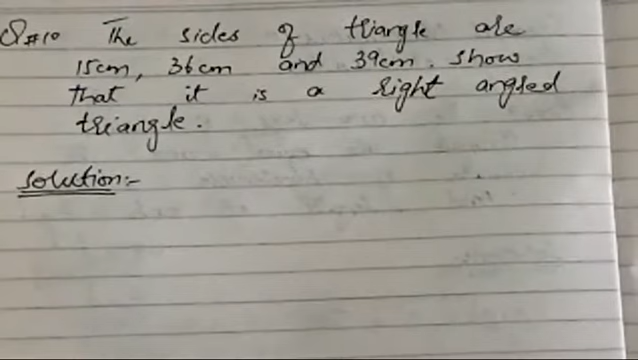 Q#10 The sides of triangle are
15cm, 36cm and 39cm. show
that it is a right angled
triangle.
Solution:-